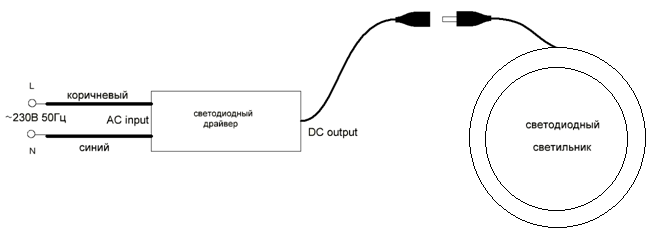 L
коричневый
~230В 50Гц
AC input
N
синий
светодиодный
драйвер
DC output
светодиодный
светильник